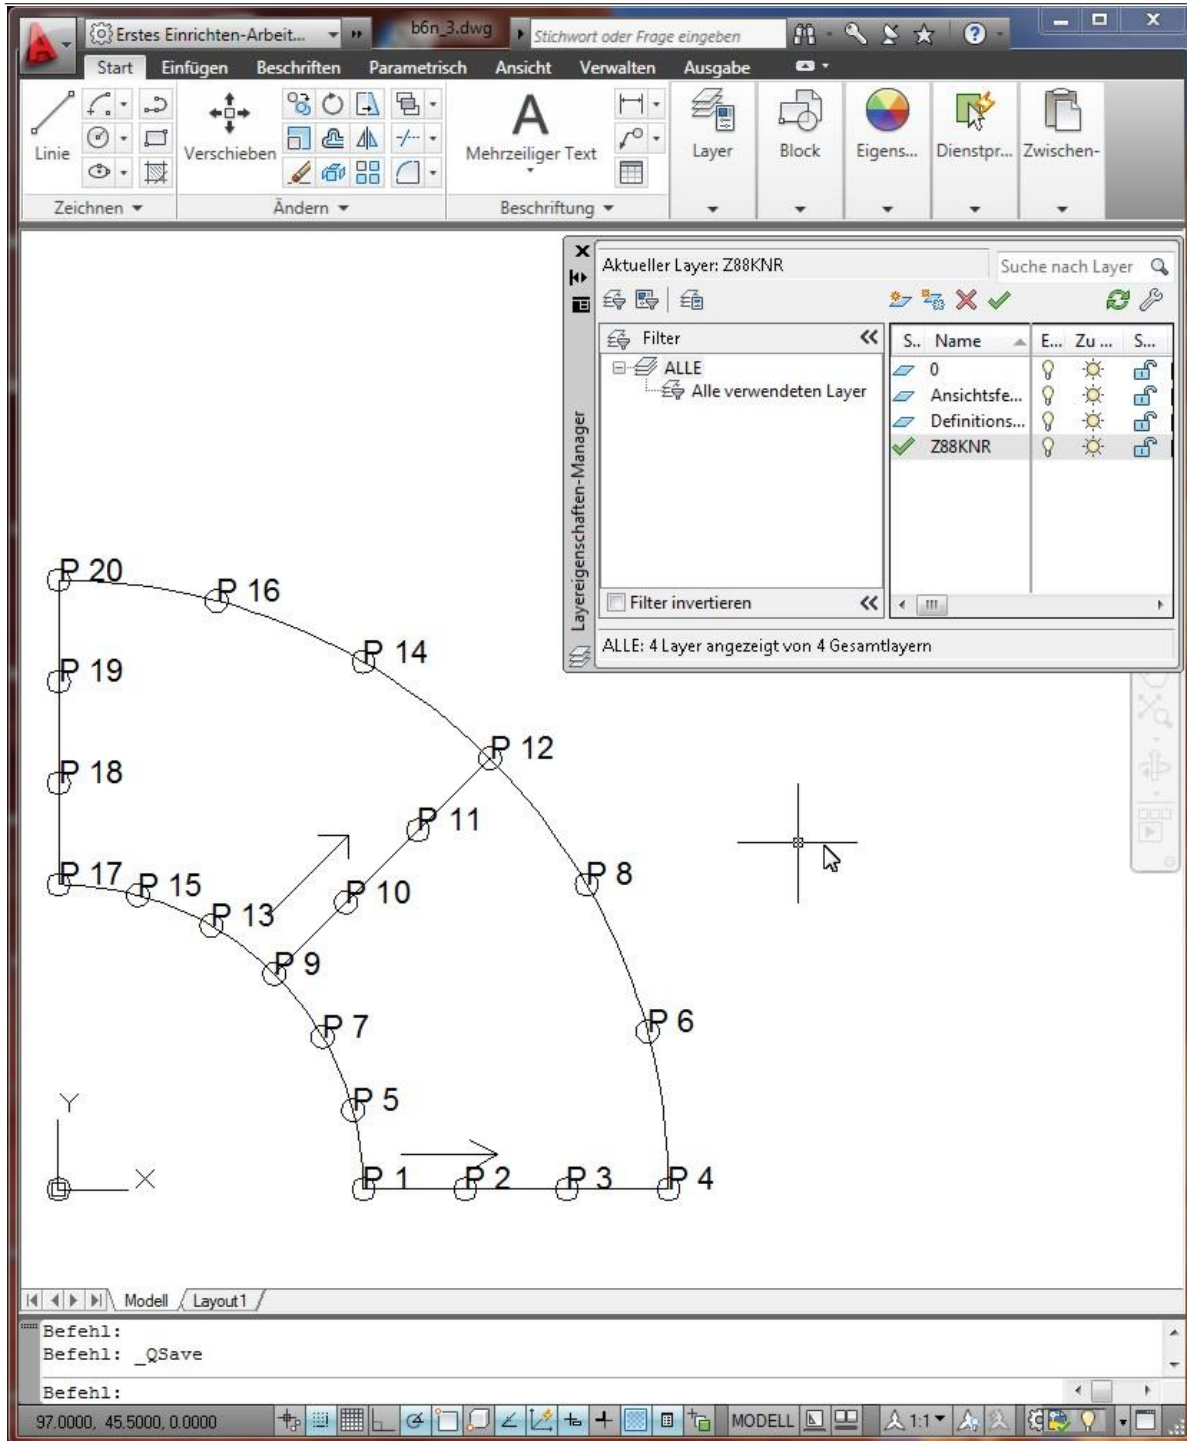 Erstes Einrichten-Arbeit...
b6n_3.dwg
Stichwort oder Frage eingeben
Start Einfügen Beschriften Parametrisch Ansicht Verwalten Ausgabe
Linie
Verschieben
Mehrzeiliger Text
Layer
Block
Eigens...
Dienstpr...
Zwischen-
Zeichnen
Ändern
Beschriftung
Aktueller Layer: Z88KNR
Suche nach Layer
Filter
ALLE
Alle verwendeten Layer
S.. Name E... Zu ... S...
0
Ansichtsfe...
Definitions...
Z88KNR
Filter invertieren
ALLE: 4 Layer angezeigt von 4 Gesamtlayern
Layereigenschaften-Manager
P 20
P 16
P 14
P 19
P 12
P 18
P 11
P 17
P 15
P 10
P 8
P 13
P 9
P 7
P 6
P 5
Y
X
P 1
P 2
P 3
P 4
Modell
Layout1
Befehl:
Befehl: _QSave
Befehl:
97.0000, 45.5000, 0.0000
MODELL
1:1